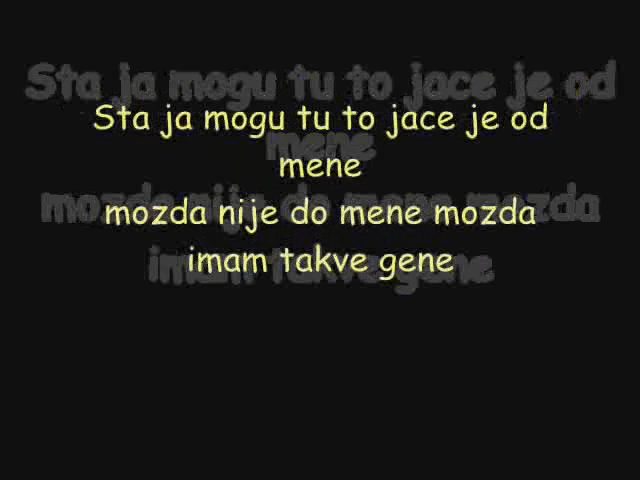 Sta ja mogu tu to jace je od
mene
mozda nije do mene mozda
imam takve gene